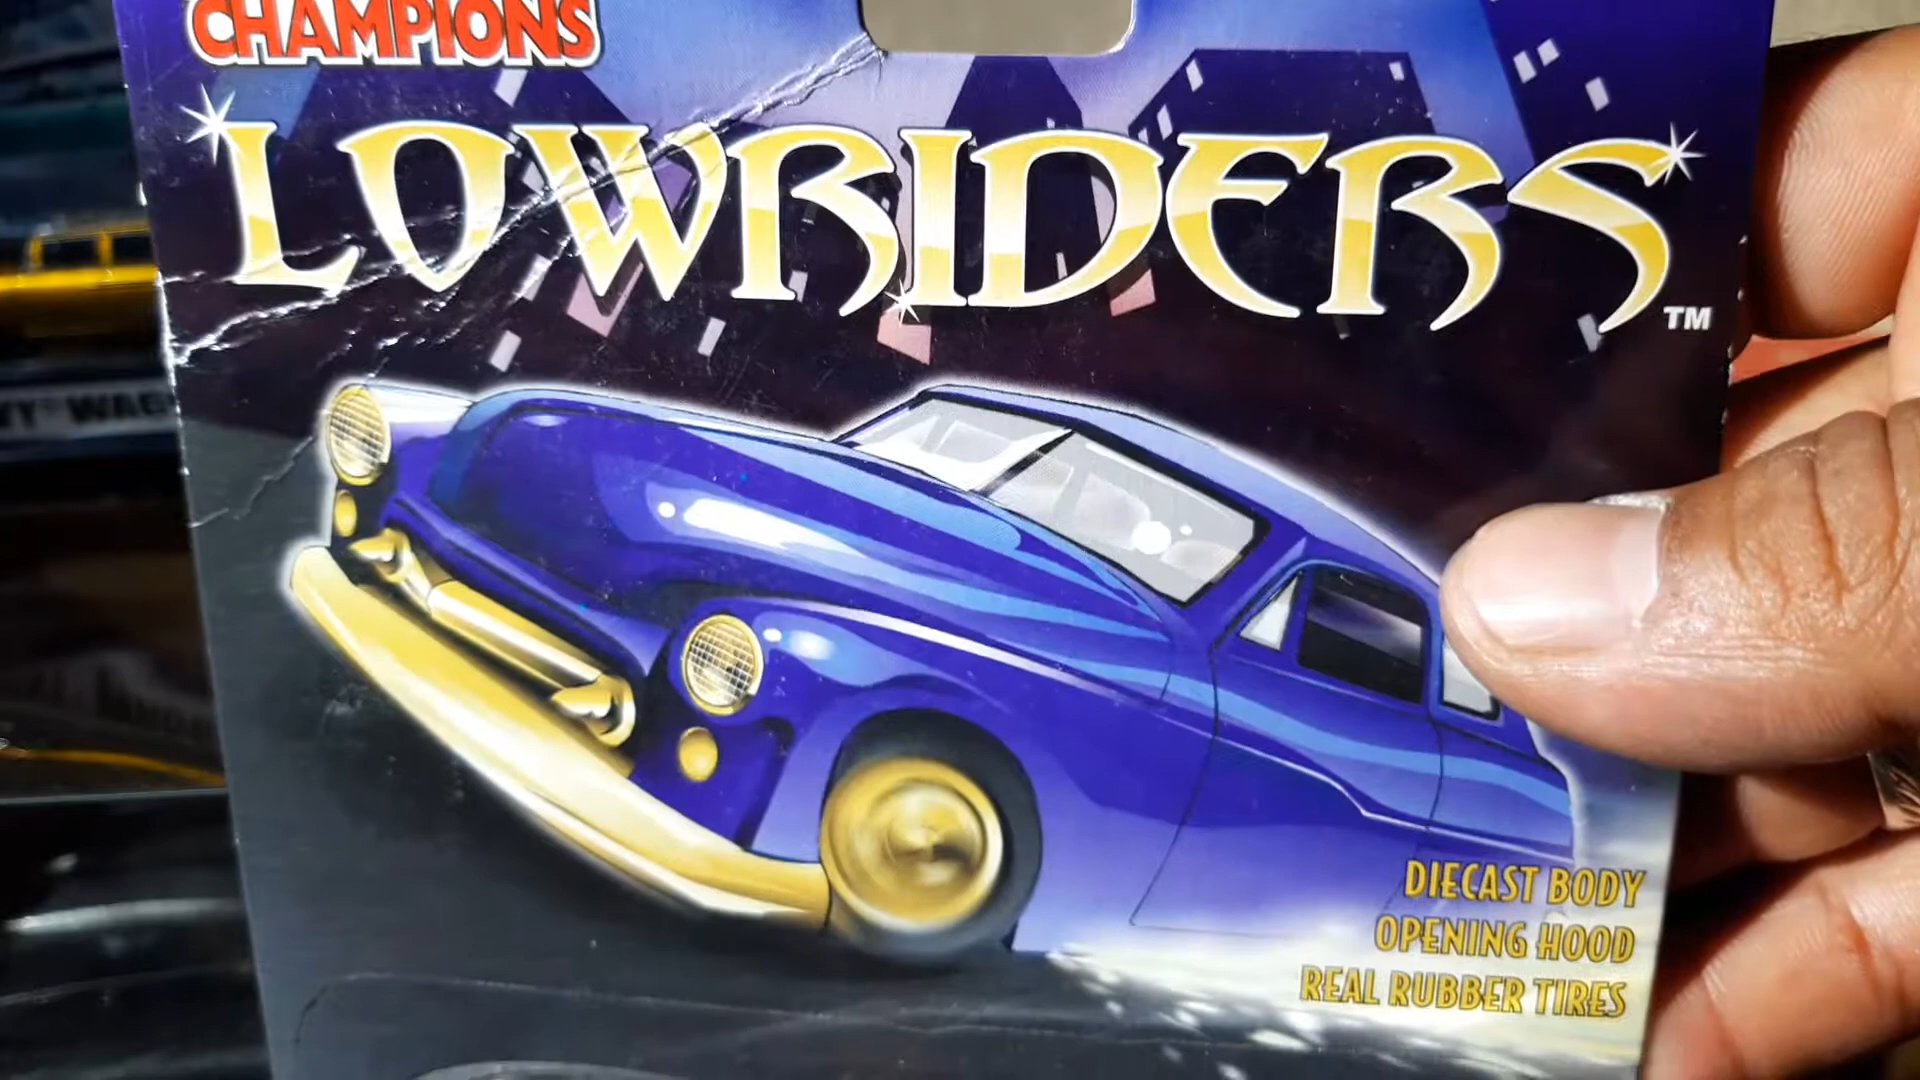 CHAMPIONS
LOWRIDERS
TM
DIECAST BODY
OPENING HOOD
REAL RUBBER TIRES